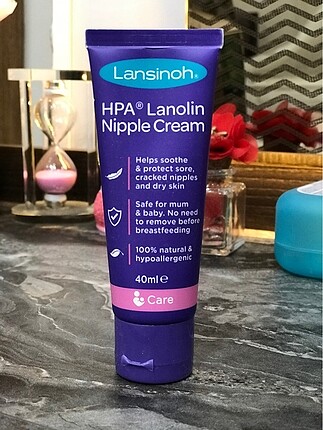 Lansinoh®
HPA® Lanolin
Nipple Cream
Helps soothe
& protect sore,
cracked nipples
and dry skin
Safe for mum
& baby. No need
to remove before
breastfeeding
100% natural &
hypoallergenic
40ml e
Care